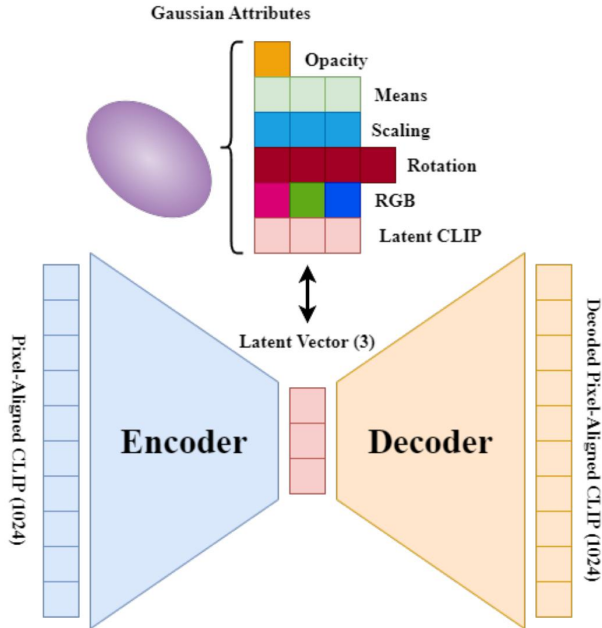 Gaussian Attributes
Opacity
Means
Scaling
Rotation
RGB
Latent CLIP
Latent Vector (3)
Pixel-Aligned CLIP (1024)
Encoder
Decoder
Decoded Pixel-Aligned CLIP (1024)